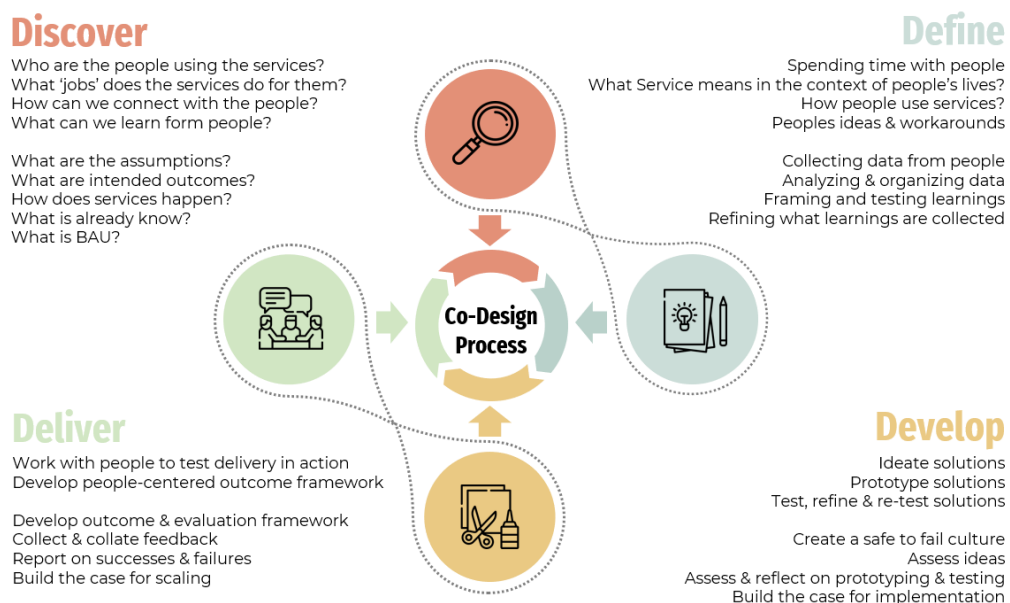 Discover
Who are the people using the services?
What ‘jobs’ does the services do for them?
How can we connect with the people?
What can we learn form people?
What are the assumptions?
What are intended outcomes?
How does services happen?
What is already know?
What is BAU?
Define
Spending time with people
What Service means in the context of people’s lives?
How people use services?
Peoples ideas & workarounds
Collecting data from people
Analyzing & organizing data
Framing and testing learnings
Refining what learnings are collected
Co-Design
Process
Deliver
Work with people to test delivery in action
Develop people-centered outcome framework
Develop outcome & evaluation framework
Collect & collate feedback
Report on successes & failures
Build the case for scaling
Develop
Ideate solutions
Prototype solutions
Test, refine & re-test solutions
Create a safe to fail culture
Assess ideas
Assess & reflect on prototyping & testing
Build the case for implementation